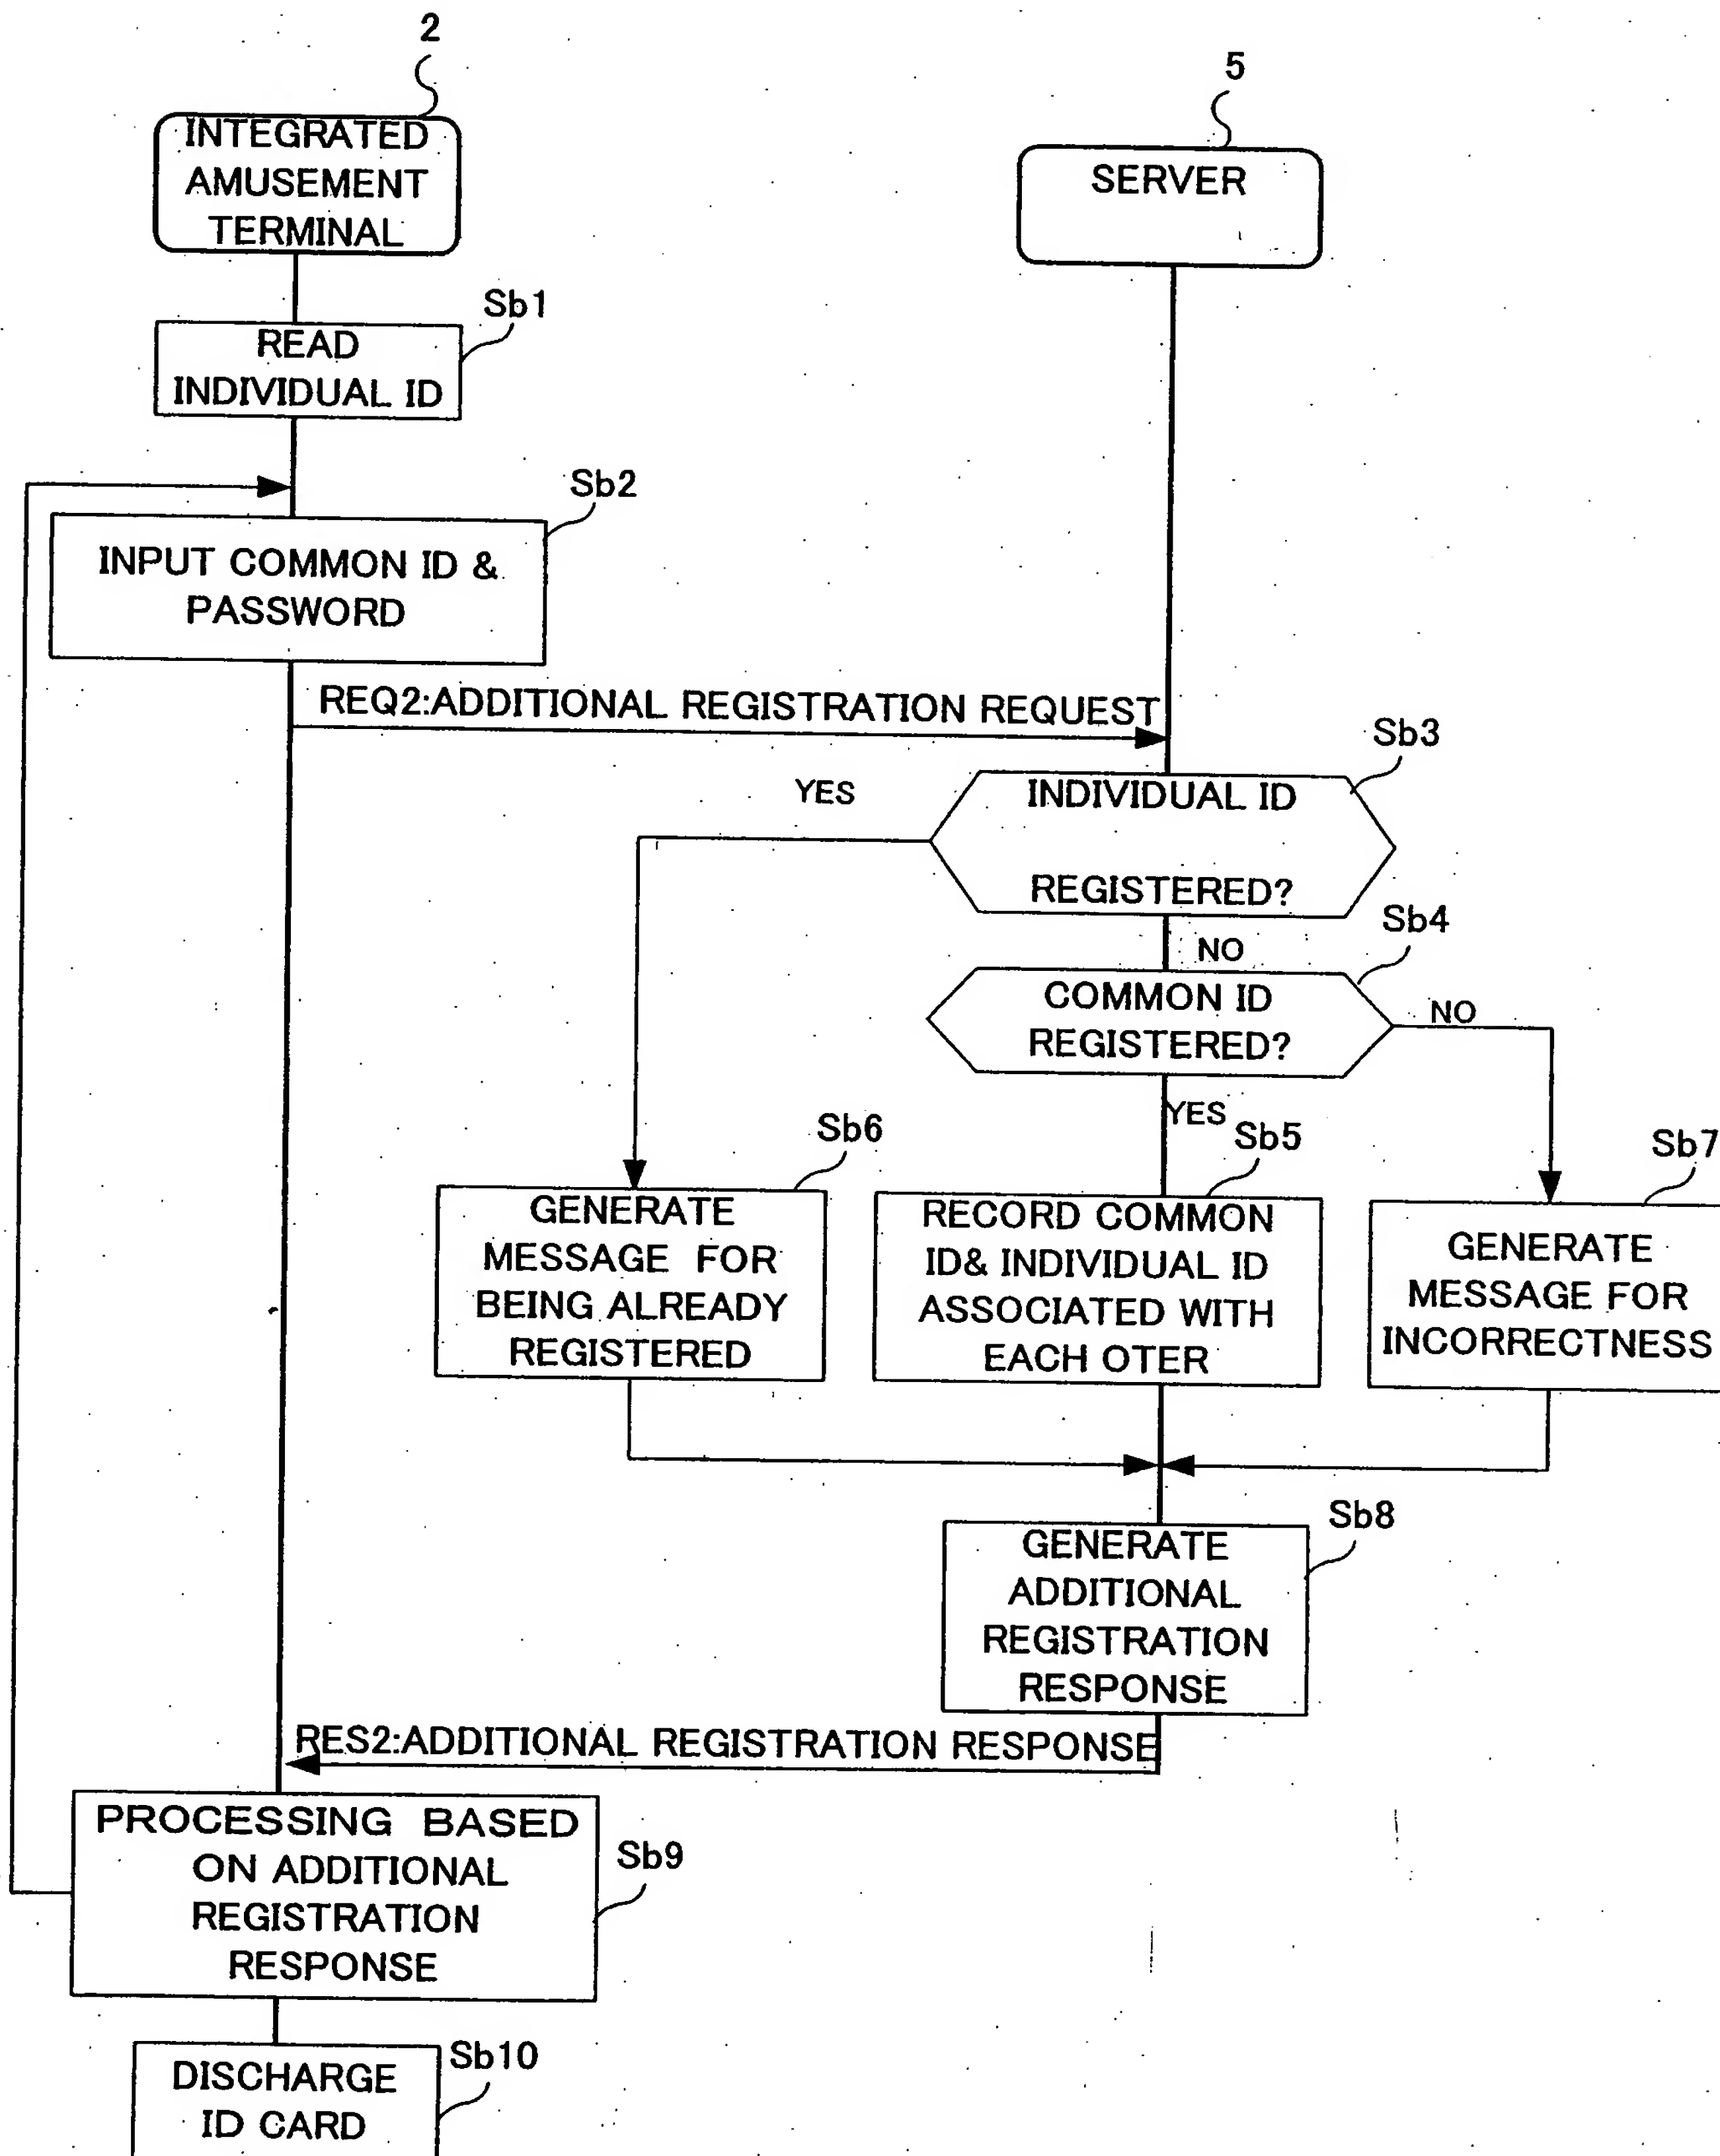 2
INTEGRATED
AMUSEMENT
TERMINAL
5
SERVER
Sb1
READ
INDIVIDUAL ID
Sb2
INPUT COMMON ID &
PASSWORD
REQ2:ADDITIONAL REGISTRATION REQUEST
Sb3
YES
INDIVIDUAL ID
REGISTERED?
NO
Sb4
COMMON ID
REGISTERED?
NO
YES
Sb6
GENERATE
MESSAGE FOR
BEING ALREADY
REGISTERED
Sb5
RECORD COMMON
ID& INDIVIDUAL ID
ASSOCIATED WITH
EACH OTER
Sb7
GENERATE
MESSAGE FOR
INCORRECTNESS
Sb8
GENERATE
ADDITIONAL
REGISTRATION
RESPONSE
RES2:ADDITIONAL REGISTRATION RESPONSE
PROCESSING BASED
ON ADDITIONAL
REGISTRATION
RESPONSE
Sb9
DISCHARGE
ID CARD
Sb10